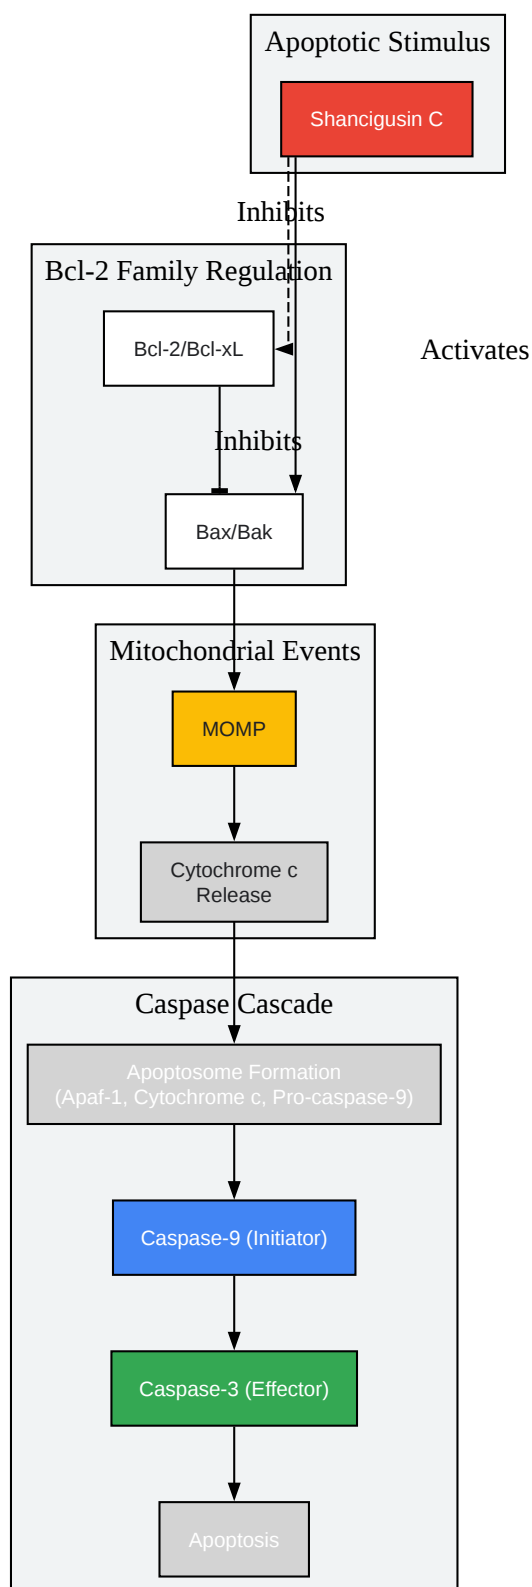 Apoptotic Stimulus
Shancigusin C
Inhibits
Bcl-2 Family Regulation
Bcl-2/Bcl-xL
Activates
Inhibits
Bax/Bak
Mitochondrial Events
MOMP
Cytochrome c
Release
Caspase Cascade
Apoptosome Formation
(Apaf-1, Cytochrome c, Pro-caspase-9)
Caspase-9 (Initiator)
Caspase-3 (Effector)
Apoptosis